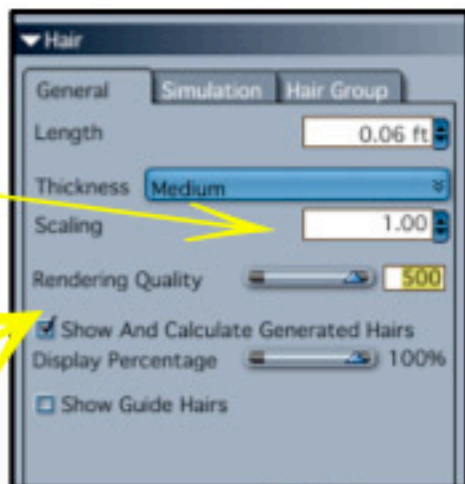 Hair
General Simulation Hair Group
Length 0.06 ft
Thickness Medium
Scaling 1.00
Rendering Quality 500
Show And Calculate Generated Hairs
Display Percentage 100%
Show Guide Hairs